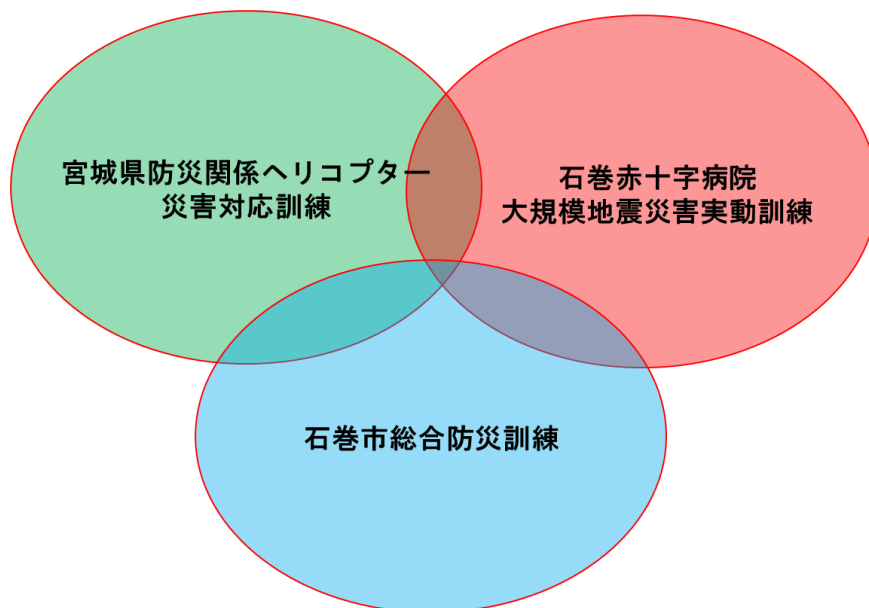 宮城県防災関係ヘリコプター
災害対応訓練
石巻赤十字病院
大規模地震災害実動訓練
石巻市総合防災訓練